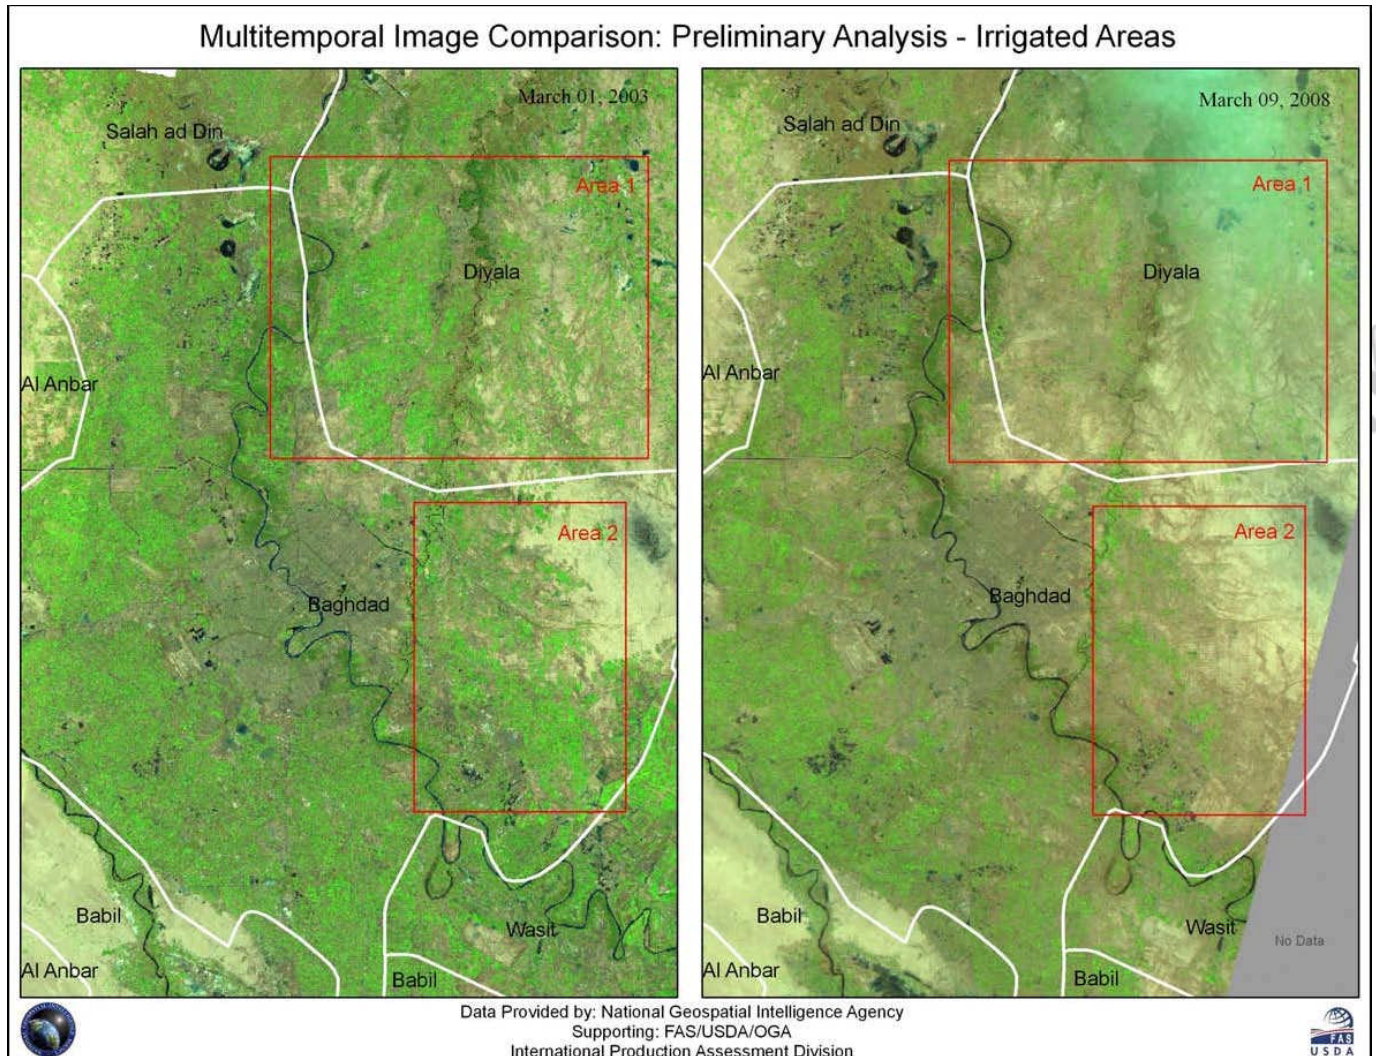 Multitemporal Image Comparison: Preliminary Analysis - Irrigated Areas
March 01, 2003
Salah ad Din
Area 1
Diyala
Al Anbar
Area 2
Baghdad
Babil
Wasit
Al Anbar
Babil
March 09, 2008
Salah ad Din
Area 1
Diyala
Al Anbar
Area 2
Baghdad
Babil
Wasit
No Data
Al Anbar
Babil
Data Provided by: National Geospatial Intelligence Agency
Supporting: FAS/USDA/OGA
International Production Assessment Division
FAS
USDA